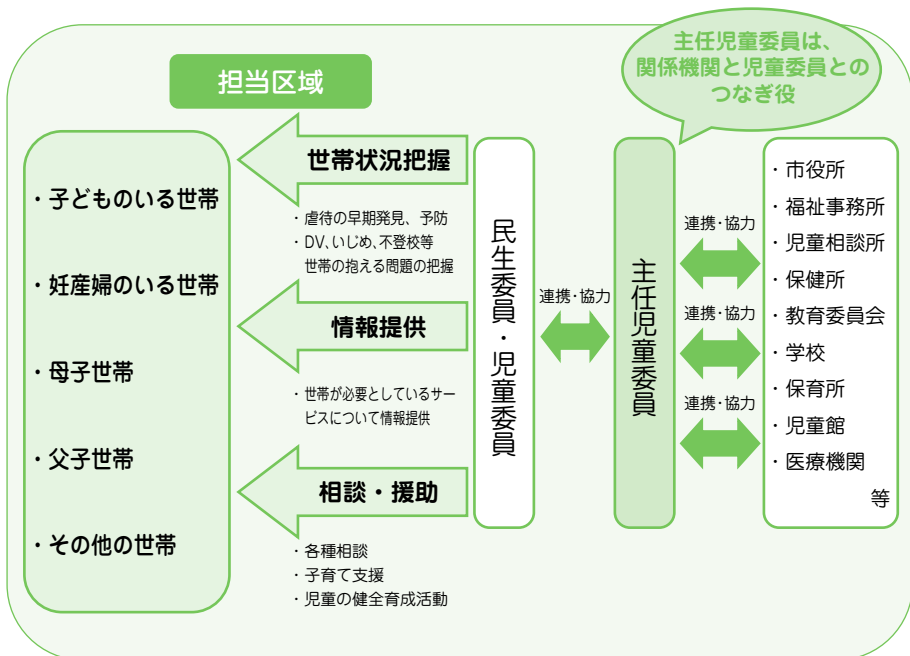 主任児童委員は、
関係機関と児童委員との
つなぎ役
担当区域
・子どものいる世帯
・妊産婦のいる世帯
・母子世帯
・父子世帯
・その他の世帯
世帯状況把握
・虐待の早期発見、予防
・DV、いじめ、不登校等
世帯の抱える問題の把握
情報提供
・世帯が必要としているサー
ビスについて情報提供
相談・援助
・各種相談
・子育て支援
・児童の健全育成活動
民生委員・児童委員
連携・協力
主任児童委員
連携・協力
連携・協力
連携・協力
・市役所
・福祉事務所
・児童相談所
・保健所
・教育委員会
・学校
・保育所
・児童館
・医療機関
等